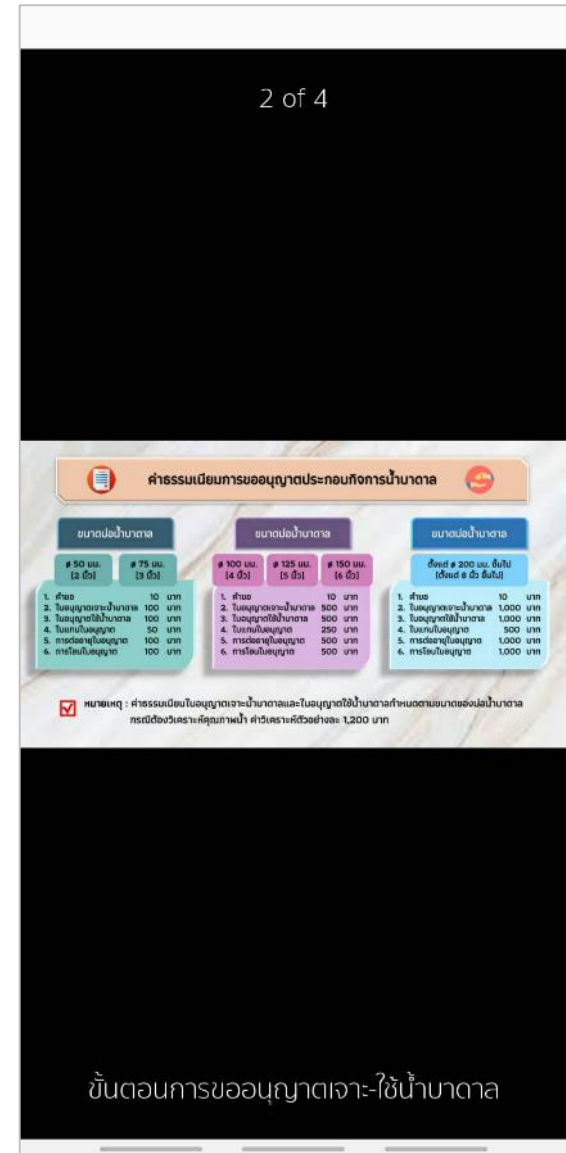 2 of 4
ค่าธรรมเนียมการขออนุญาตประกอบกิจการน้ำบาดาล
ขนาดบ่อน้ำบาดาล
ø 50 มม.
[2 นิ้ว]
ø 75 มม.
[3 นิ้ว]
1. คำขอ 10 บาท
2. ใบอนุญาตเจาะน้ำบาดาล 100 บาท
3. ใบอนุญาตใช้น้ำบาดาล 100 บาท
4. ใบแทนใบอนุญาต 50 บาท
5. การต่ออายุใบอนุญาต 100 บาท
6. การโอนใบอนุญาต 100 บาท
ขนาดบ่อน้ำบาดาล
ø 100 มม.
[4 นิ้ว]
ø 125 มม.
[5 นิ้ว]
ø 150 มม.
[6 นิ้ว]
1. คำขอ 10 บาท
2. ใบอนุญาตเจาะน้ำบาดาล 500 บาท
3. ใบอนุญาตใช้น้ำบาดาล 500 บาท
4. ใบแทนใบอนุญาต 250 บาท
5. การต่ออายุใบอนุญาต 500 บาท
6. การโอนใบอนุญาต 500 บาท
ขนาดบ่อน้ำบาดาล
ตั้งแต่ ø 200 มม. ขึ้นไป
[ตั้งแต่ 8 นิ้ว ขึ้นไป]
1. คำขอ 10 บาท
2. ใบอนุญาตเจาะน้ำบาดาล 1,000 บาท
3. ใบอนุญาตใช้น้ำบาดาล 1,000 บาท
4. ใบแทนใบอนุญาต 500 บาท
5. การต่ออายุใบอนุญาต 1,000 บาท
6. การโอนใบอนุญาต 1,000 บาท
หมายเหตุ : ค่าธรรมเนียมใบอนุญาตเจาะน้ำบาดาลและใบอนุญาตใช้น้ำบาดาลกำหนดตามขนาดของบ่อน้ำบาดาล
กรณีต้องวิเคราะห์คุณภาพน้ำ ค่าวิเคราะห์ตัวอย่างละ 1,200 บาท
ขั้นตอนการขออนุญาตเจาะ-ใช้น้ำบาดาล